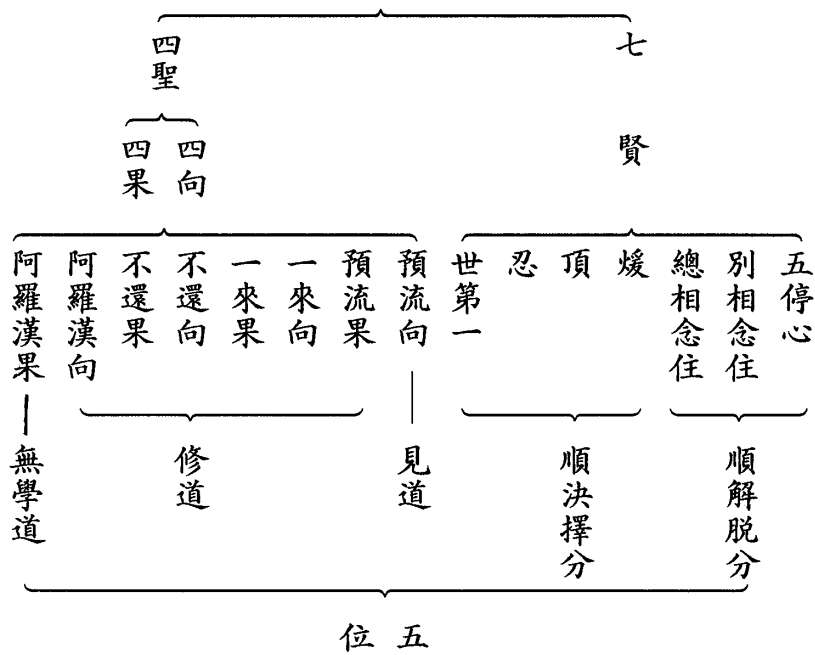 七賢
四聖
四向
四果
五停心
別相念住
總相念住
煖
頂
忍
世第一
預流向
預流果
一來向
一來果
不還向
不還果
阿羅漢向
阿羅漢果
順解脫分
順決擇分
見道
修道
無學道
五位